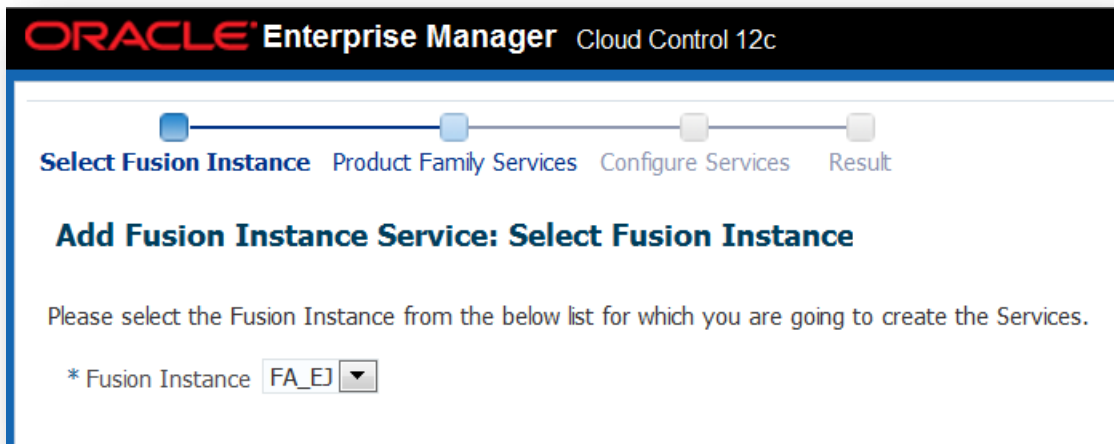 ORACLE Enterprise Manager Cloud Control 12c
Select Fusion Instance Product Family Services Configure Services Result
Add Fusion Instance Service: Select Fusion Instance
Please select the Fusion Instance from the below list for which you are going to create the Services.
* Fusion Instance FA_EJ